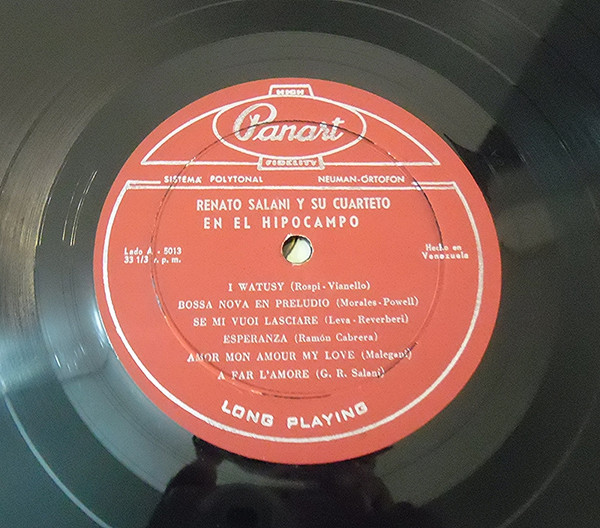 HIGH
Panart
FIDELITY
SISTEMA POLYTONAL NEUMAN-ORTOFON
RENATO SALANI Y SU CUARTETO
EN EL HIPOCAMPO
Lado A - 5013
33 1/3 r. p. m.
Hecho en
Venezuela
I WATUSY (Rospi - Vianello)
BOSSA NOVA EN PRELUDIO (Morales - Powell)
SE MI VUOI LASCIARE (Leva - Reverberi)
ESPERANZA (Ramón Cabrera)
AMOR MON AMOUR MY LOVE (Malegani)
A FAR L'AMORE (G. R. Salani)
LONG PLAYING